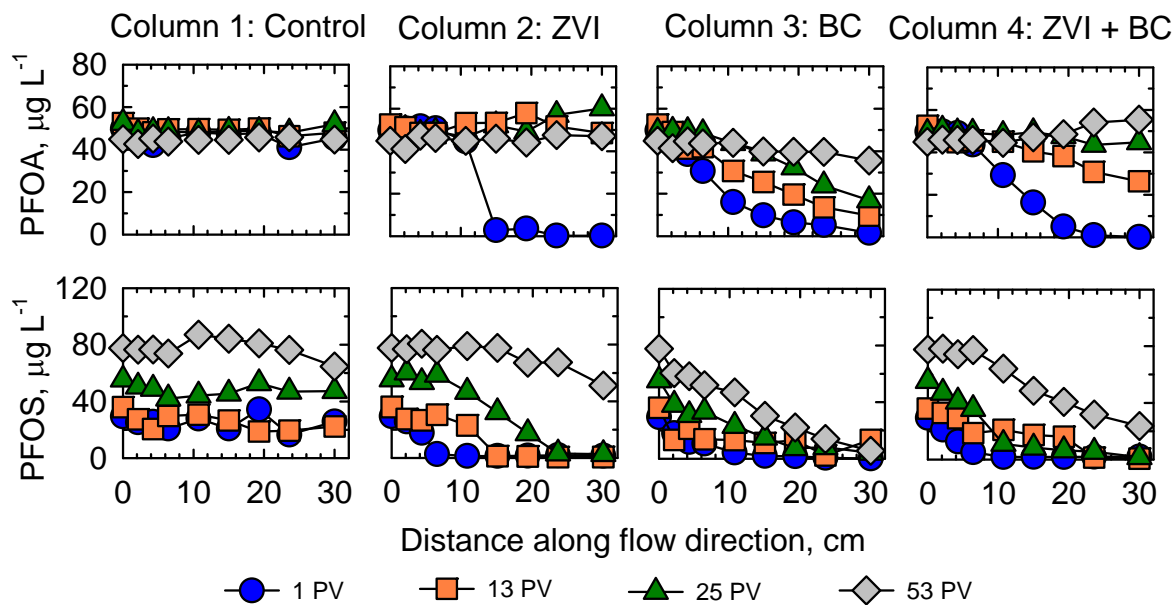 Column 1: Control Column 2: ZVI Column 3: BC Column 4: ZVI + BC
PFOA, µg L⁻¹
80
60
40
20
0
PFOS, µg L⁻¹
120
80
40
0
0 10 20 30 0 10 20 30 0 10 20 30 0 10 20 30
Distance along flow direction, cm
1 PV 13 PV 25 PV 53 PV